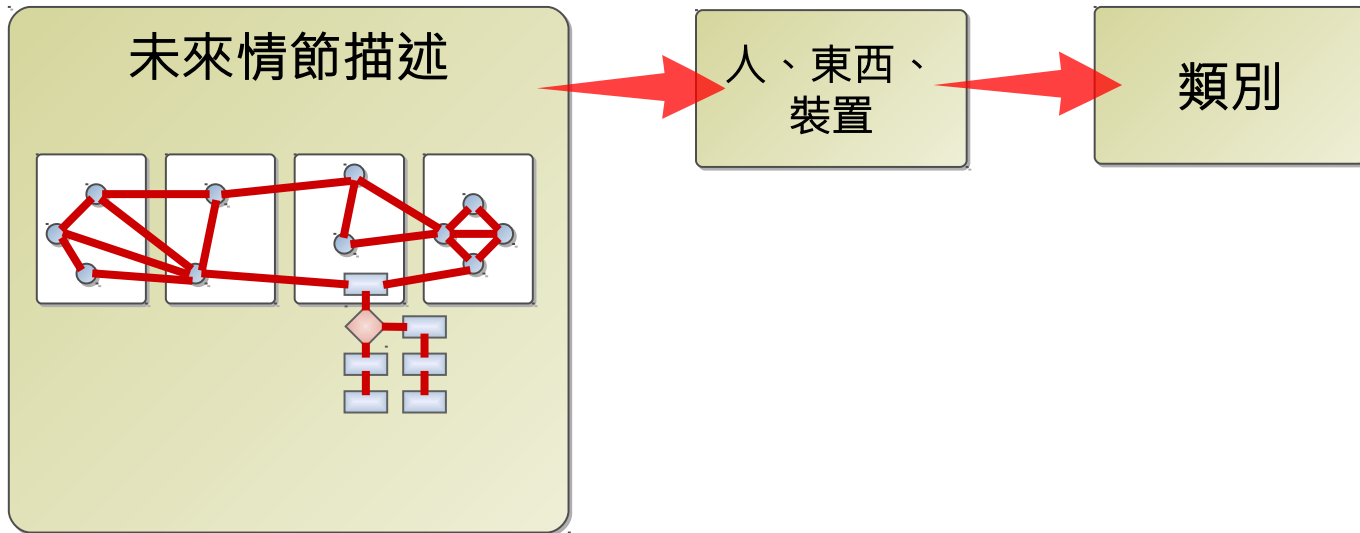 未來情節描述
人、東西、
裝置
類別